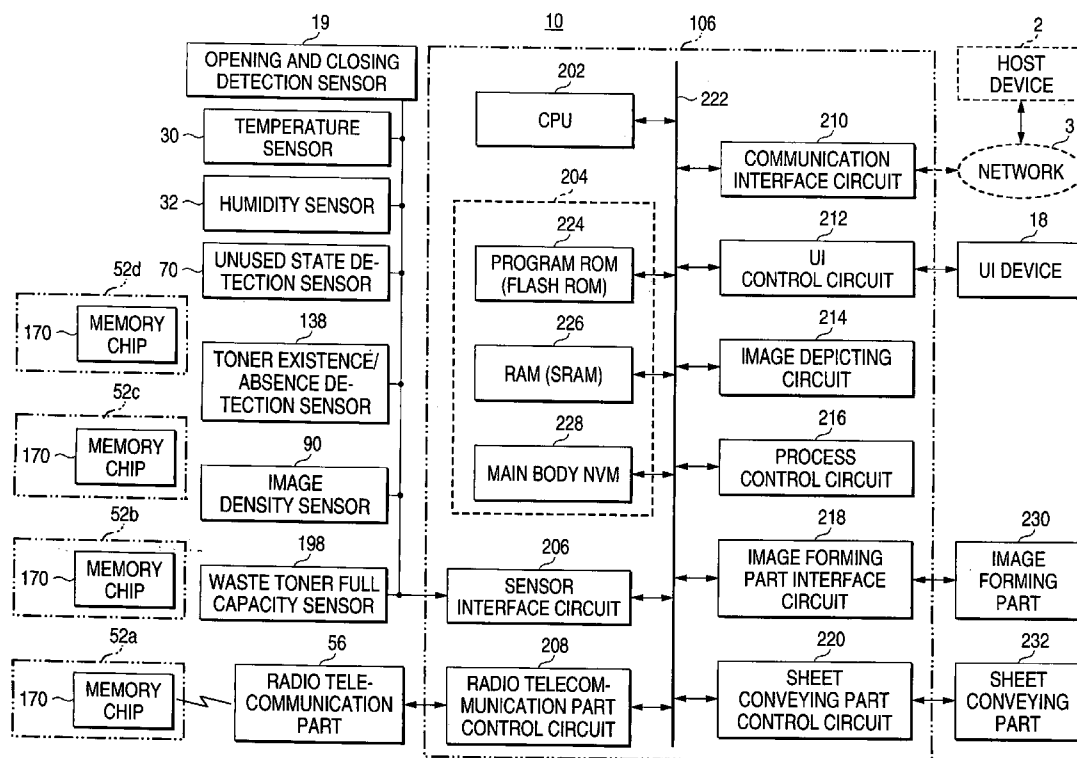 19
10
106
2
OPENING AND CLOSING
DETECTION SENSOR
HOST
DEVICE
202
CPU
222
30
TEMPERATURE
SENSOR
210
COMMUNICATION
INTERFACE CIRCUIT
3
NETWORK
32
HUMIDITY SENSOR
204
224
PROGRAM ROM
(FLASH ROM)
212
UI
CONTROL CIRCUIT
18
UI DEVICE
70
UNUSED STATE DE-
TECTION SENSOR
52d
170
MEMORY
CHIP
138
TONER EXISTENCE/
ABSENCE DE-
TECTION SENSOR
226
RAM (SRAM)
214
IMAGE DEPICTING
CIRCUIT
52c
170
MEMORY
CHIP
90
IMAGE
DENSITY SENSOR
228
MAIN BODY NVM
216
PROCESS
CONTROL CIRCUIT
52b
170
MEMORY
CHIP
198
WASTE TONER FULL
CAPACITY SENSOR
206
SENSOR
INTERFACE CIRCUIT
218
IMAGE FORMING
PART INTERFACE
CIRCUIT
230
IMAGE
FORMING
PART
52a
170
MEMORY
CHIP
56
RADIO TELE-
COMMUNICATION
PART
208
RADIO TELECOM-
MUNICATION PART
CONTROL CIRCUIT
220
SHEET
CONVEYING PART
CONTROL CIRCUIT
232
SHEET
CONVEYING
PART